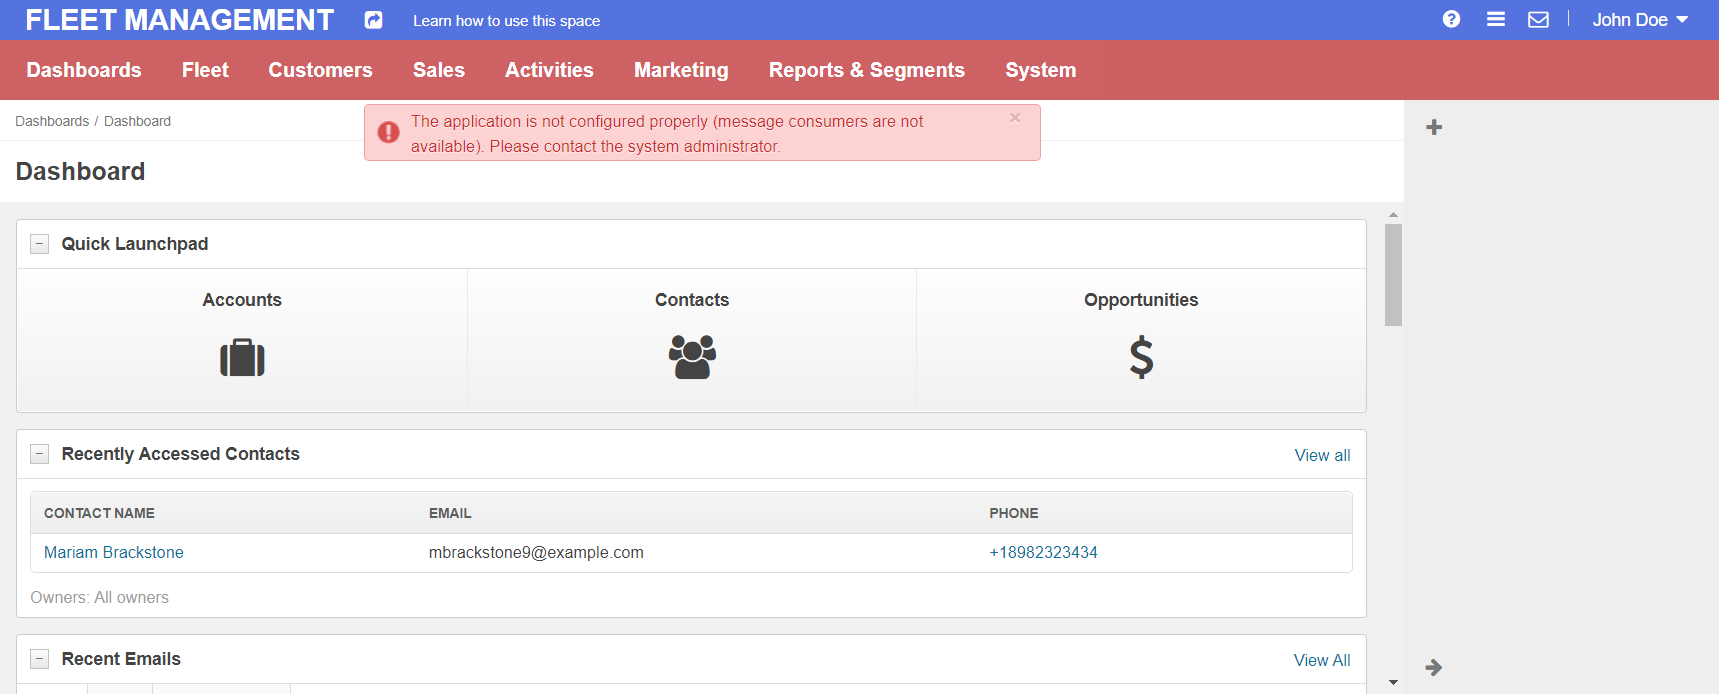 FLEET MANAGEMENT
Learn how to use this space
John Doe
Dashboards
Fleet
Customers
Sales
Activities
Marketing
Reports & Segments
System
Dashboards / Dashboard
The application is not configured properly (message consumers are not
available). Please contact the system administrator.
×
Dashboard
Quick Launchpad
Accounts
Contacts
Opportunities
Recently Accessed Contacts
View all
CONTACT NAME
EMAIL
PHONE
Mariam Brackstone
mbrackstone9@example.com
+18982323434
Owners: All owners
Recent Emails
View All